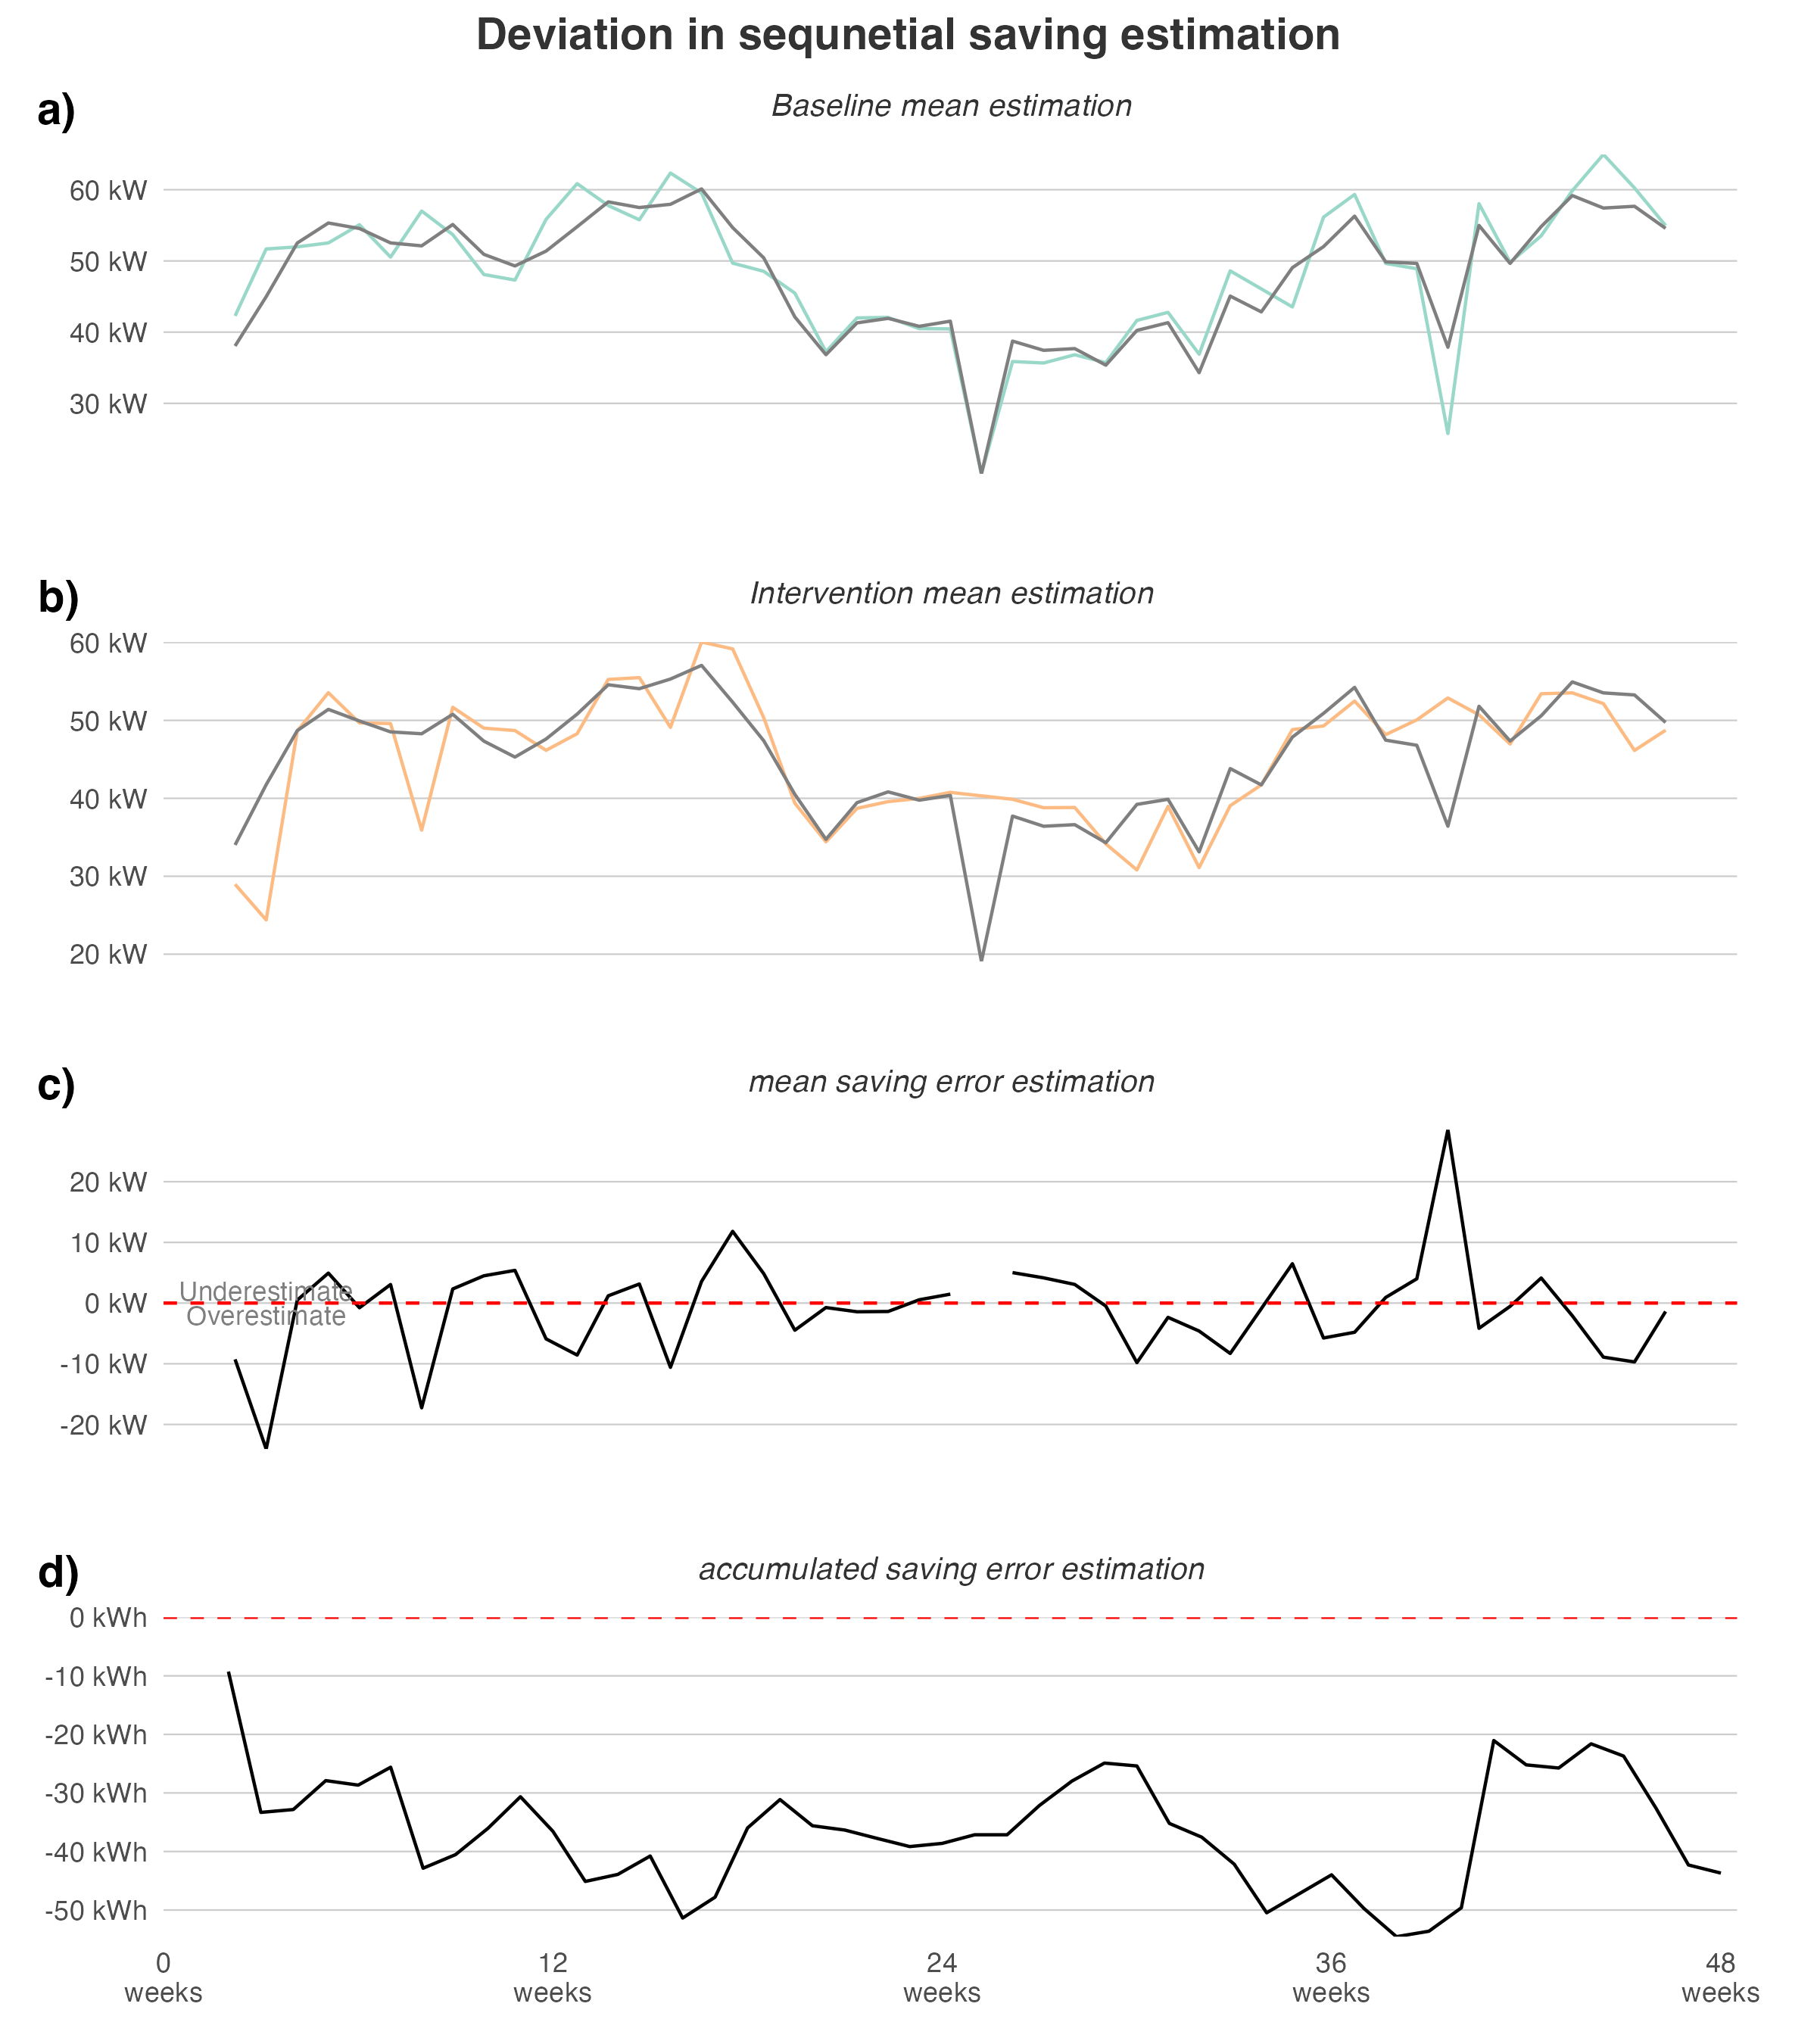 Deviation in sequnetial saving estimation
a)
Baseline mean estimation
60 kW
50 kW
40 kW
30 kW
b)
Intervention mean estimation
60 kW
50 kW
40 kW
30 kW
20 kW
c)
mean saving error estimation
20 kW
10 kW
Underestimate
0 kW
Overestimate
-10 kW
-20 kW
d)
accumulated saving error estimation
0 kWh
-10 kWh
-20 kWh
-30 kWh
-40 kWh
-50 kWh
0 12 24 36 48
weeks weeks weeks weeks weeks